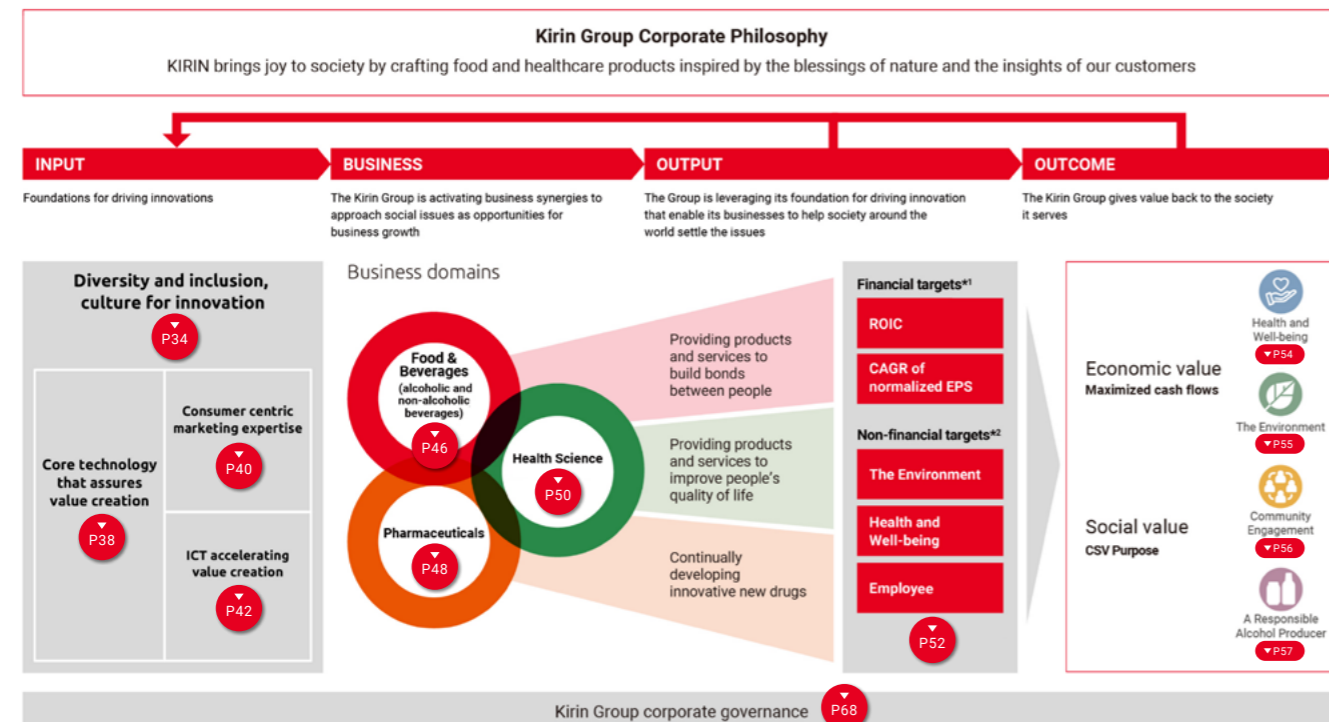 Kirin Group Corporate Philosophy
KIRIN brings joy to society by crafting food and healthcare products inspired by the blessings of nature and the insights of our customers
INPUT
BUSINESS
OUTPUT
OUTCOME
Foundations for driving innovations
The Kirin Group is activating business synergies to
approach social issues as opportunities for
business growth
The Group is leveraging its foundation for driving innovation
that enable its businesses to help society around the
world settle the issues
The Kirin Group gives value back to the society
it serves
Diversity and inclusion,
culture for innovation
P34
Core technology
that assures
value creation
P38
Consumer centric
marketing expertise
P40
ICT accelerating
value creation
P42
Business domains
Food &
Beverages
(alcoholic and
non-alcoholic
beverages)
P46
Health Science
P50
Pharmaceuticals
P48
Providing products
and services to
build bonds
between people
Providing products
and services to
improve people's
quality of life
Continually
developing
innovative new drugs
Financial targets*1
ROIC
CAGR of
normalized EPS
Non-financial targets*2
The Environment
Health and
Well-being
Employee
P52
Economic value
Maximized cash flows
Social value
CSV Purpose
Health and
Well-being
▼P54
The Environment
▼P55
Community
Engagement
▼P56
A Responsible
Alcohol Producer
▼P57
Kirin Group corporate governance
P68